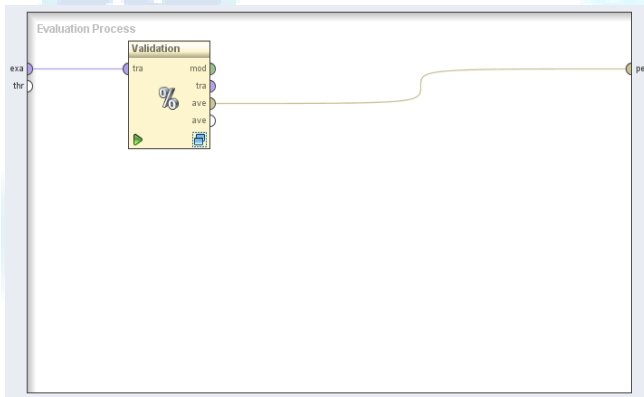 Evaluation Process
Validation
exa
tra
mod
pe
thr
tra
%
ave
ave